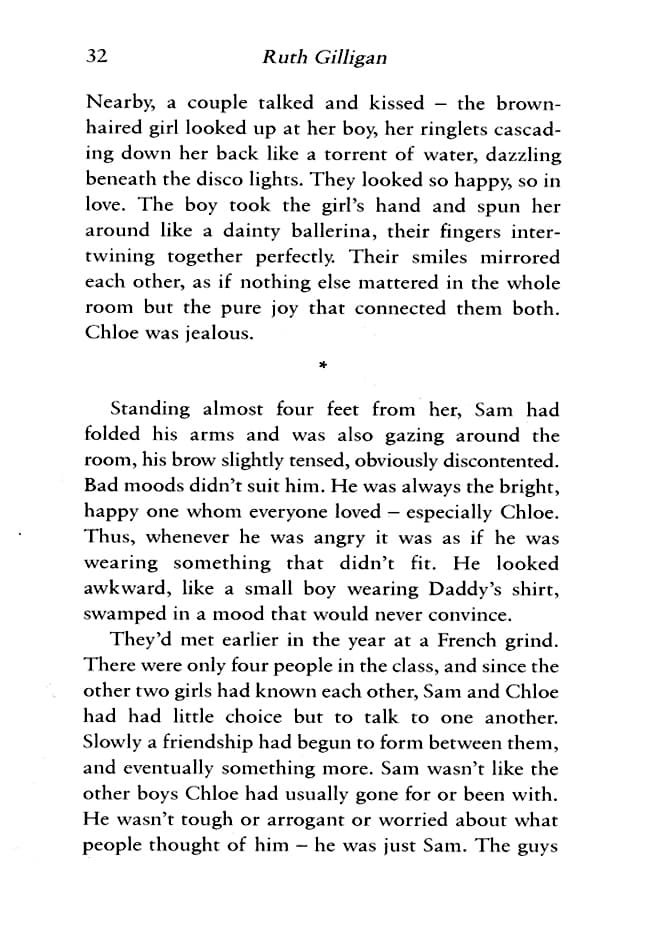 32
Ruth Gilligan
Nearby, a couple talked and kissed – the brown-
haired girl looked up at her boy, her ringlets cascad-
ing down her back like a torrent of water, dazzling
beneath the disco lights. They looked so happy, so in
love. The boy took the girl's hand and spun her
around like a dainty ballerina, their fingers inter-
twining together perfectly. Their smiles mirrored
each other, as if nothing else mattered in the whole
room but the pure joy that connected them both.
Chloe was jealous.
*
Standing almost four feet from her, Sam had
folded his arms and was also gazing around the
room, his brow slightly tensed, obviously discontented.
Bad moods didn't suit him. He was always the bright,
happy one whom everyone loved – especially Chloe.
Thus, whenever he was angry it was as if he was
wearing something that didn't fit. He looked
awkward, like a small boy wearing Daddy's shirt,
swamped in a mood that would never convince.
They'd met earlier in the year at a French grind.
There were only four people in the class, and since the
other two girls had known each other, Sam and Chloe
had had little choice but to talk to one another.
Slowly a friendship had begun to form between them,
and eventually something more. Sam wasn't like the
other boys Chloe had usually gone for or been with.
He wasn't tough or arrogant or worried about what
people thought of him – he was just Sam. The guys